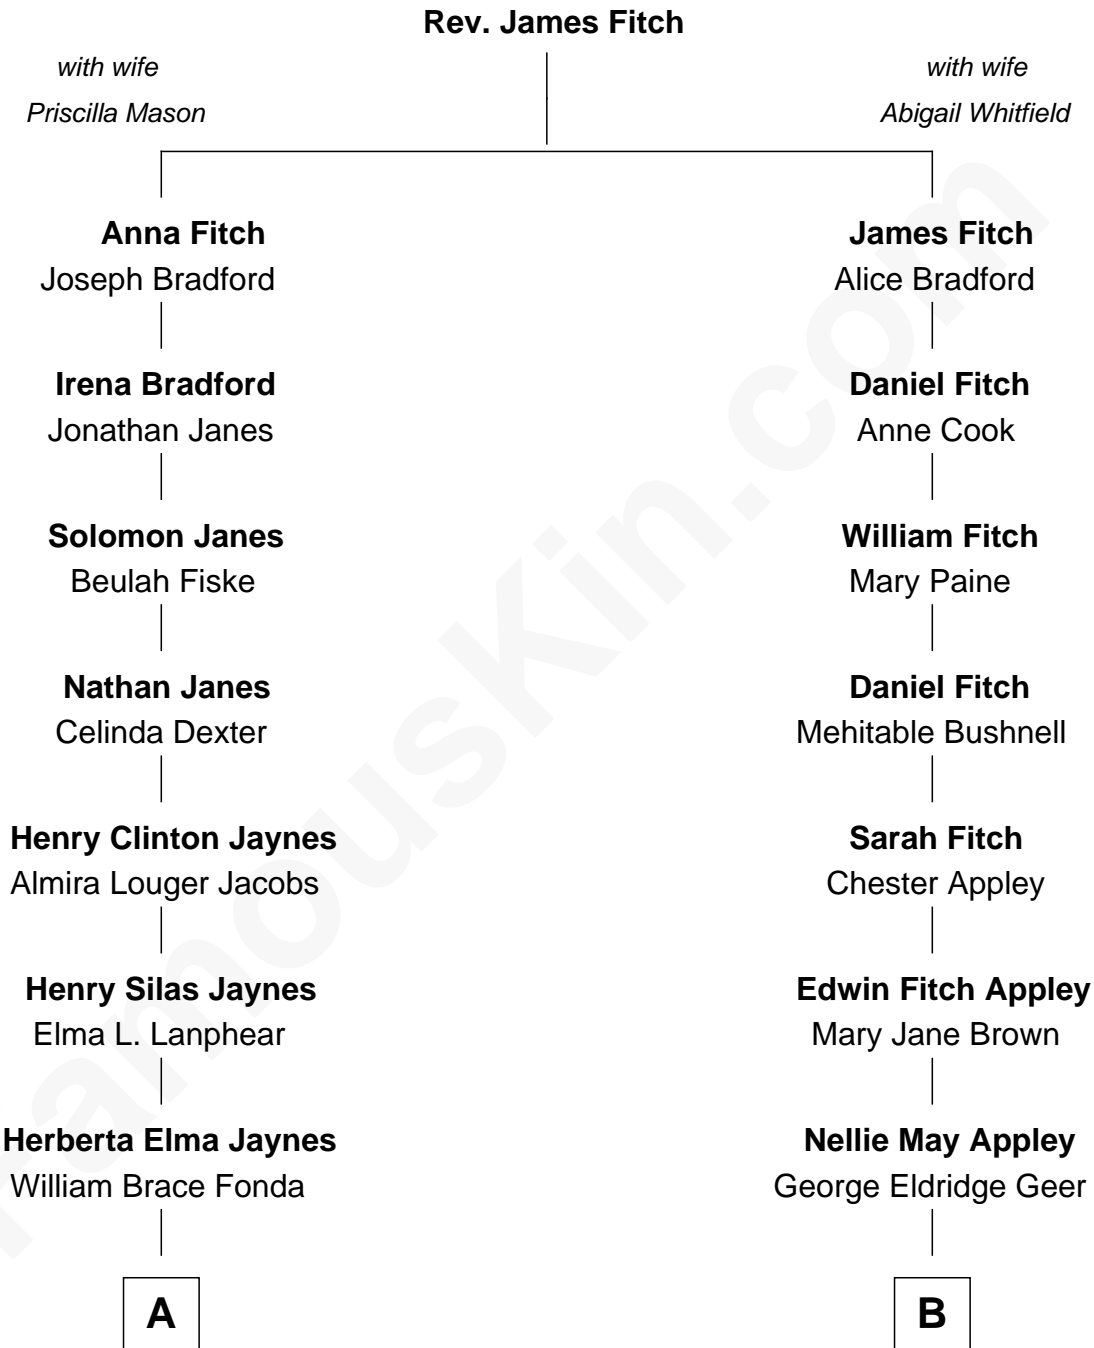 Rev. James Fitch
with wife
Priscilla Mason
with wife
Abigail Whitfield
Anna Fitch
Joseph Bradford
James Fitch
Alice Bradford
Irena Bradford
Jonathan Janes
Daniel Fitch
Anne Cook
Solomon Janes
Beulah Fiske
William Fitch
Mary Paine
Nathan Janes
Celinda Dexter
Daniel Fitch
Mehitable Bushnell
Henry Clinton Jaynes
Almira Louger Jacobs
Sarah Fitch
Chester Appley
Henry Silas Jaynes
Elma L. Lanphear
Edwin Fitch Appley
Mary Jane Brown
Herberta Elma Jaynes
William Brace Fonda
Nellie May Appley
George Eldridge Geer
A
B
FamousKin.com